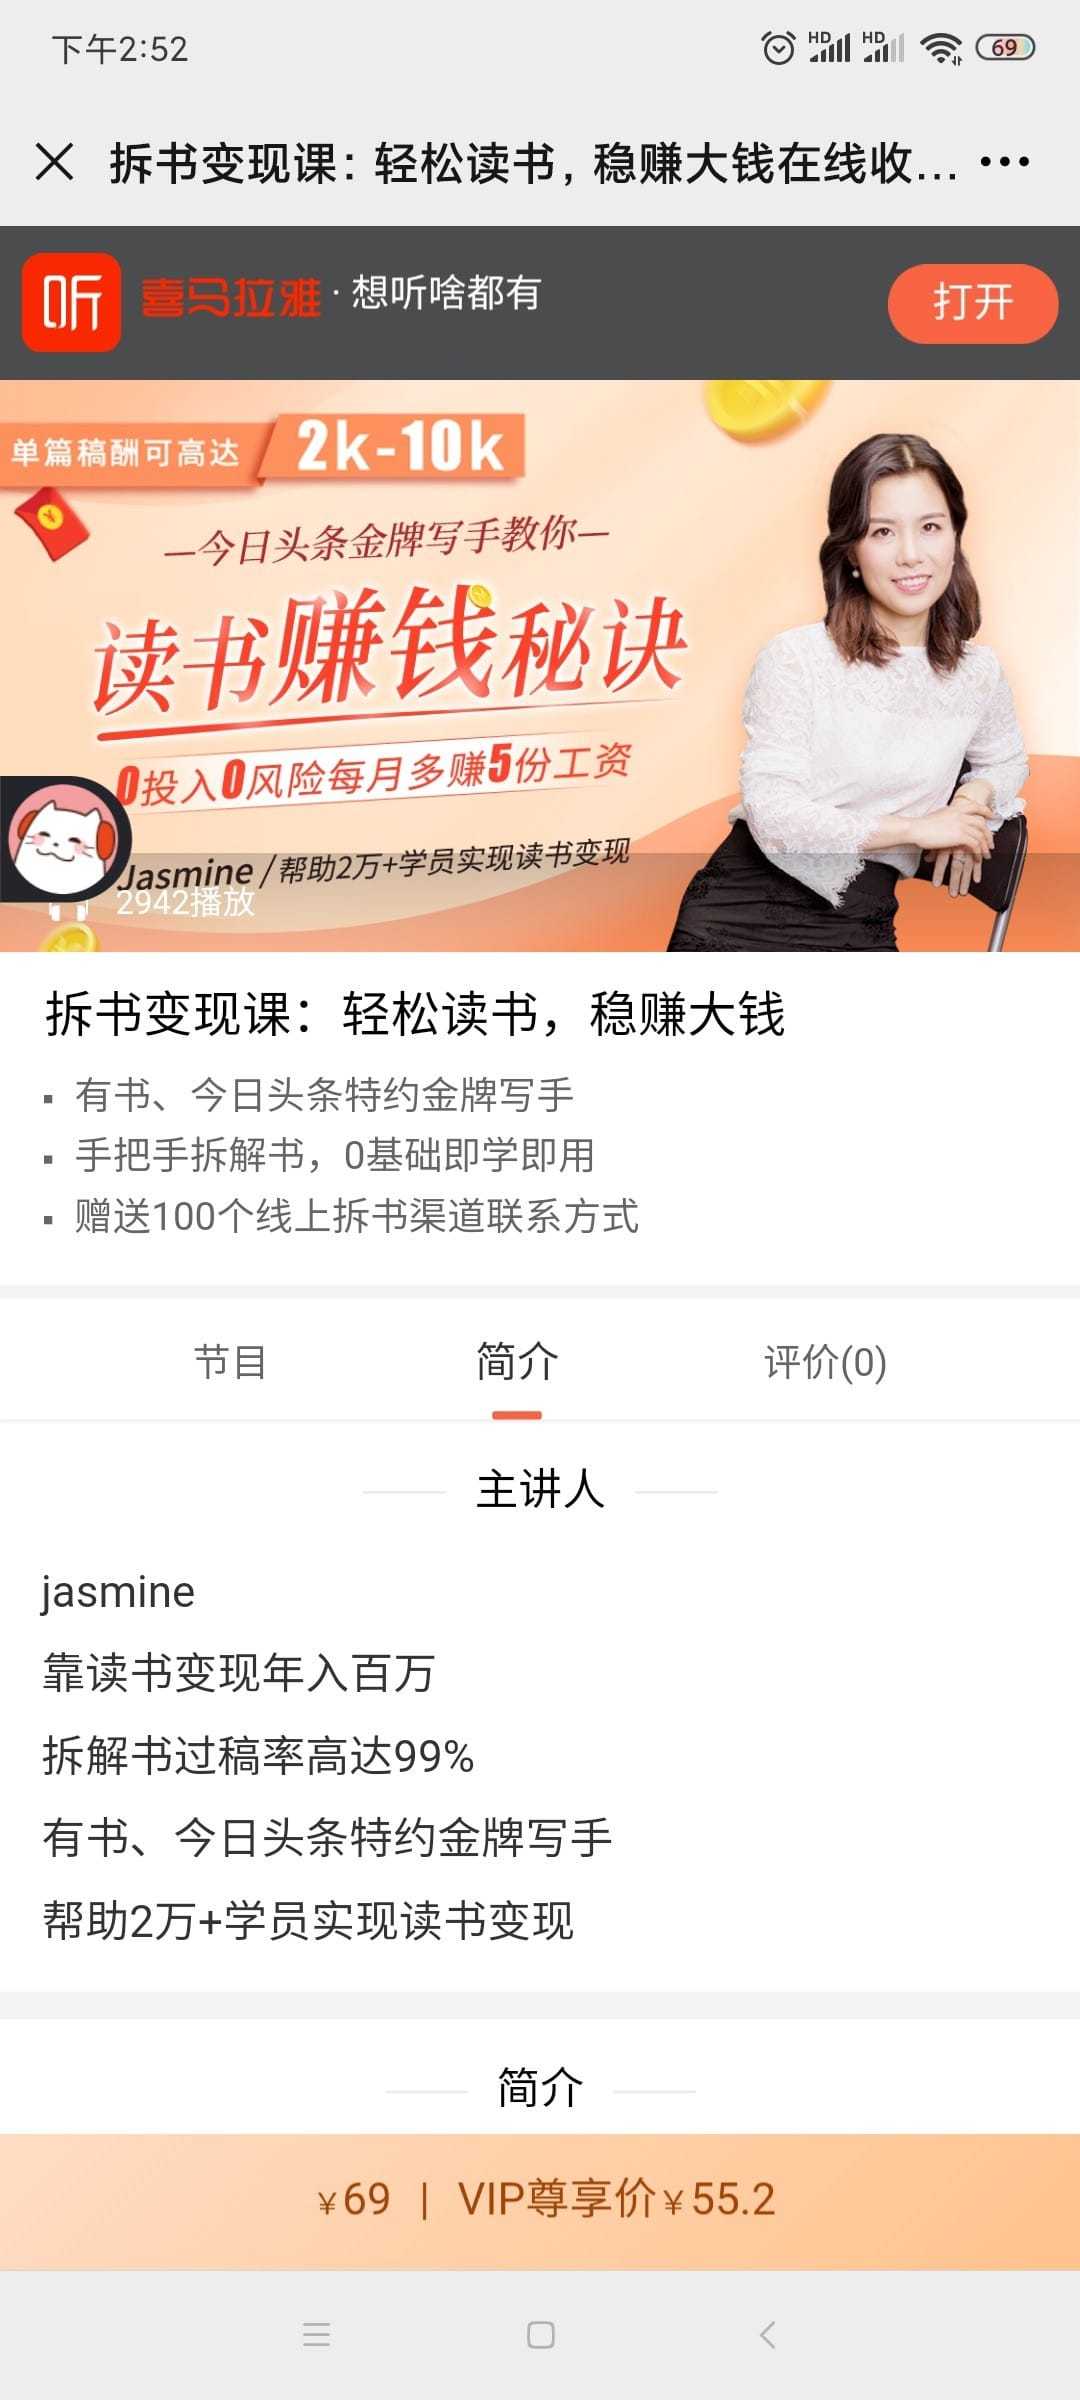 下午2:52
HD HD 69
拆书变现课：轻松读书，稳赚大钱在线收...
听 喜马拉雅 · 想听啥都有 打开
单篇稿酬可高达 2k-10k
—今日头条金牌写手教你—
读书赚钱秘诀
0投入0风险每月多赚5份工资
Jasmine / 帮助2万+学员实现读书变现
2942播放
拆书变现课：轻松读书，稳赚大钱
▪ 有书、今日头条特约金牌写手
▪ 手把手拆解书，0基础即学即用
▪ 赠送100个线上拆书渠道联系方式
节目 简介 评价(0)
主讲人
jasmine
靠读书变现年入百万
拆解书过稿率高达99%
有书、今日头条特约金牌写手
帮助2万+学员实现读书变现
简介
¥69 | VIP尊享价¥55.2